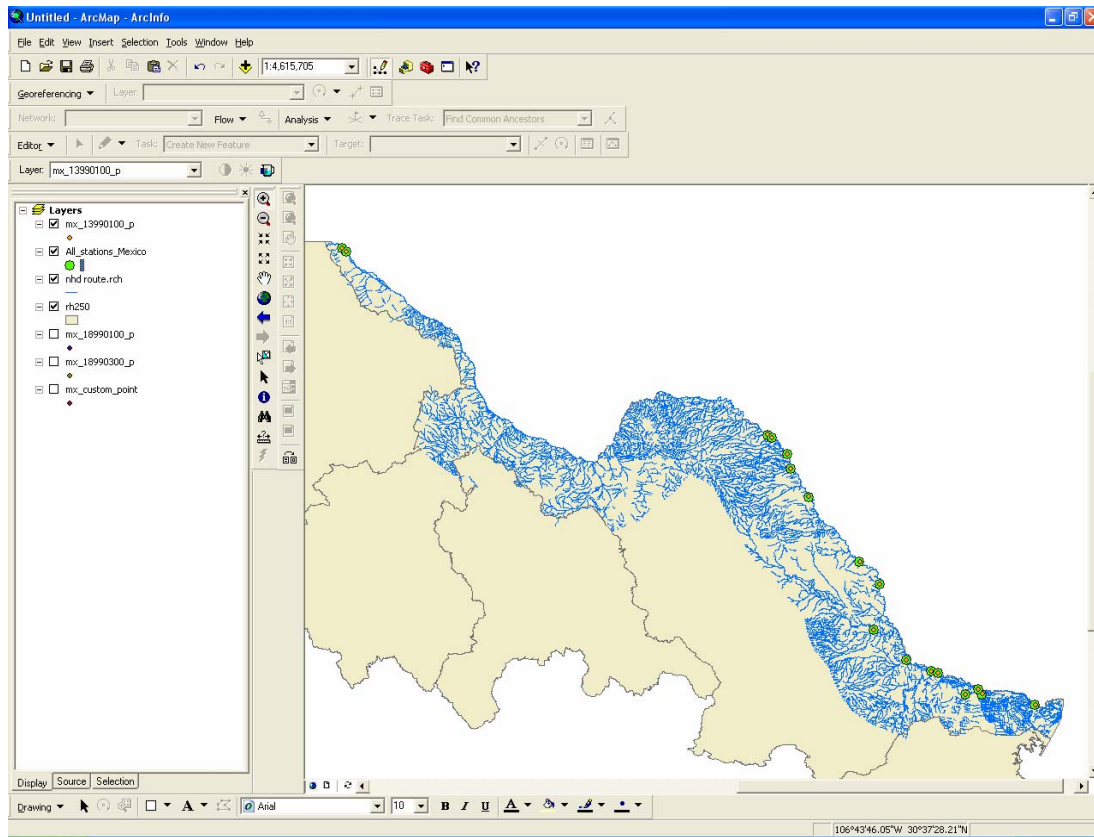 Untitled - ArcMap - ArcInfo
File Edit View Insert Selection Tools Window Help
1:4,615,705
Georeferencing Layer:
Network: Flow Analysis Trace Task: Find Common Ancestors
Editor Task: Create New Feature Target:
Layer: mx_13990100_p
Layers
mx_13990100_p
All_stations_Mexico
nhd route.rch
rh250
mx_18990100_p
mx_18990300_p
mx_custom_point
Display Source Selection
Drawing A Arial 10 B I U A
106°43'46.05"W 30°37'28.21"N